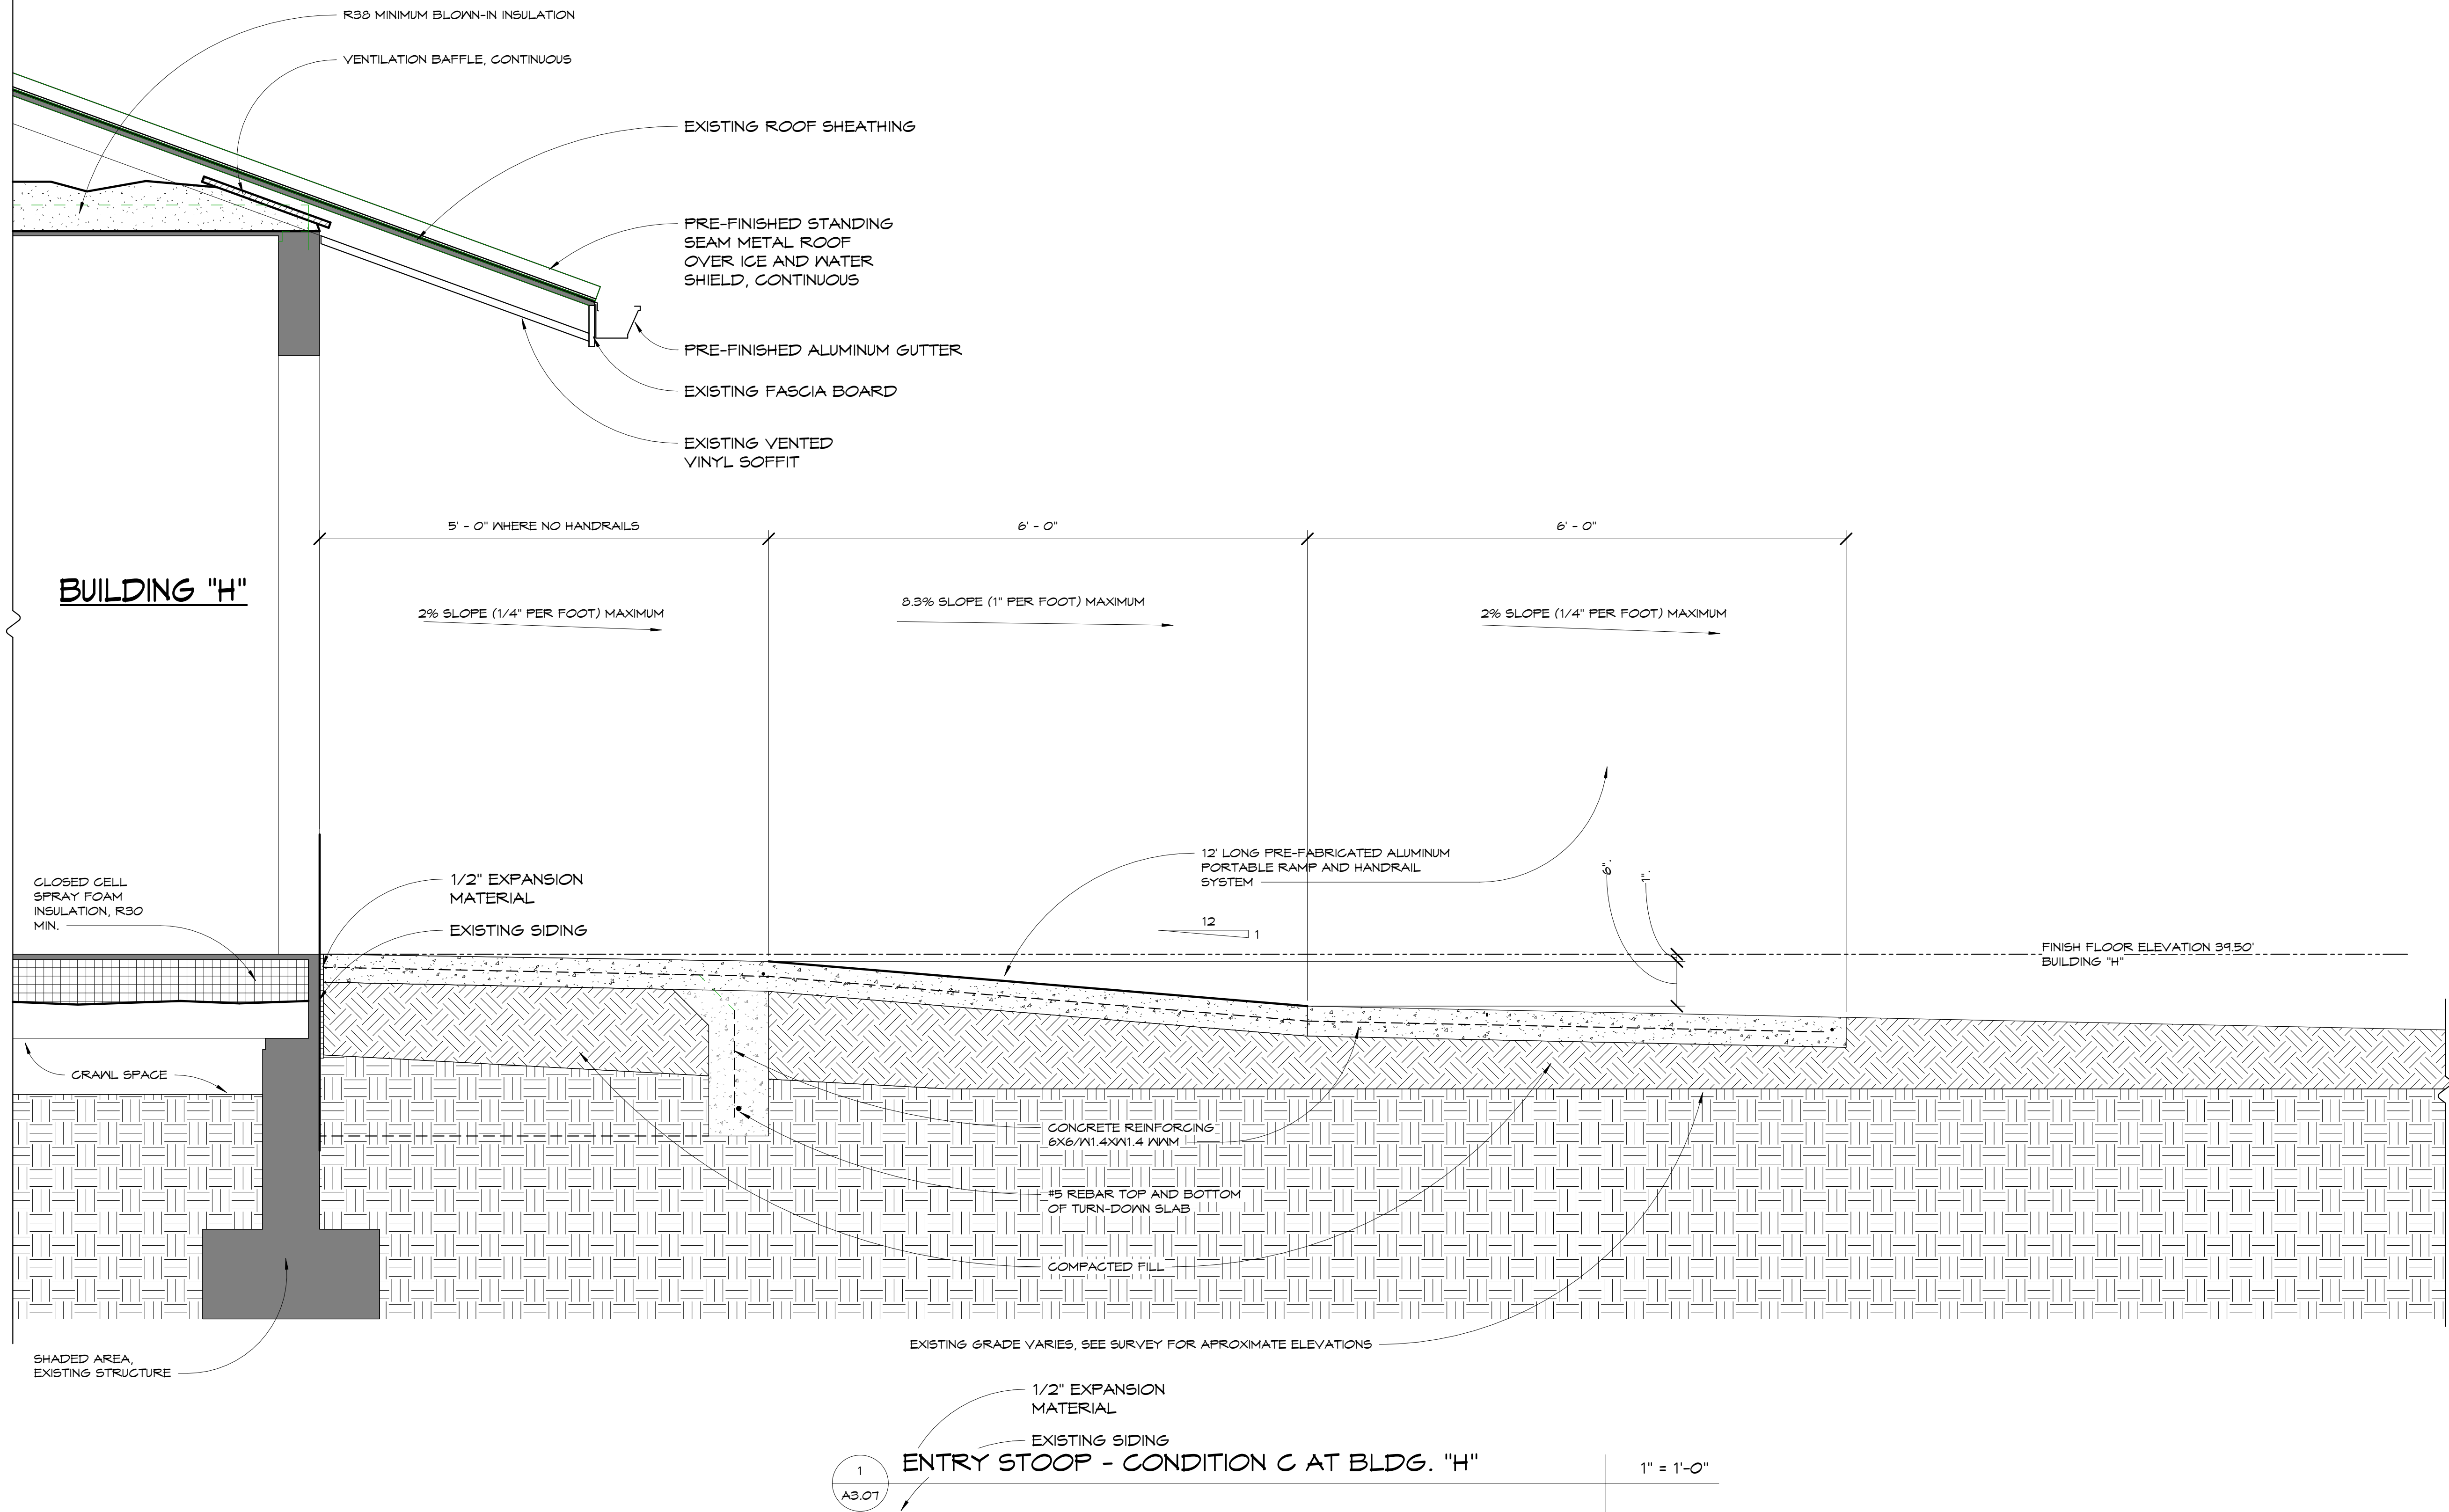 R38 MINIMUM BLOWN-IN INSULATION
VENTILATION BAFFLE, CONTINUOUS
EXISTING ROOF SHEATHING
PRE-FINISHED STANDING
SEAM METAL ROOF
OVER ICE AND WATER
SHIELD, CONTINUOUS
PRE-FINISHED ALUMINUM GUTTER
EXISTING FASCIA BOARD
EXISTING VENTED
VINYL SOFFIT
5' - 0" WHERE NO HANDRAILS
6' - 0"
6' - 0"
BUILDING "H"
2% SLOPE (1/4" PER FOOT) MAXIMUM
8.3% SLOPE (1" PER FOOT) MAXIMUM
2% SLOPE (1/4" PER FOOT) MAXIMUM
12' LONG PRE-FABRICATED ALUMINUM
PORTABLE RAMP AND HANDRAIL
SYSTEM
6".
1".
CLOSED CELL
SPRAY FOAM
INSULATION, R30
MIN.
1/2" EXPANSION
MATERIAL
EXISTING SIDING
12
1
FINISH FLOOR ELEVATION 39.50'
BUILDING "H"
CRAWL SPACE
CONCRETE REINFORCING
6X6/W1.4XW1.4 WWM
#5 REBAR TOP AND BOTTOM
OF TURN-DOWN SLAB
COMPACTED FILL
EXISTING GRADE VARIES, SEE SURVEY FOR APROXIMATE ELEVATIONS
SHADED AREA,
EXISTING STRUCTURE
1/2" EXPANSION
MATERIAL
EXISTING SIDING
1
A3.07
ENTRY STOOP - CONDITION C AT BLDG. "H"
1" = 1'-0"